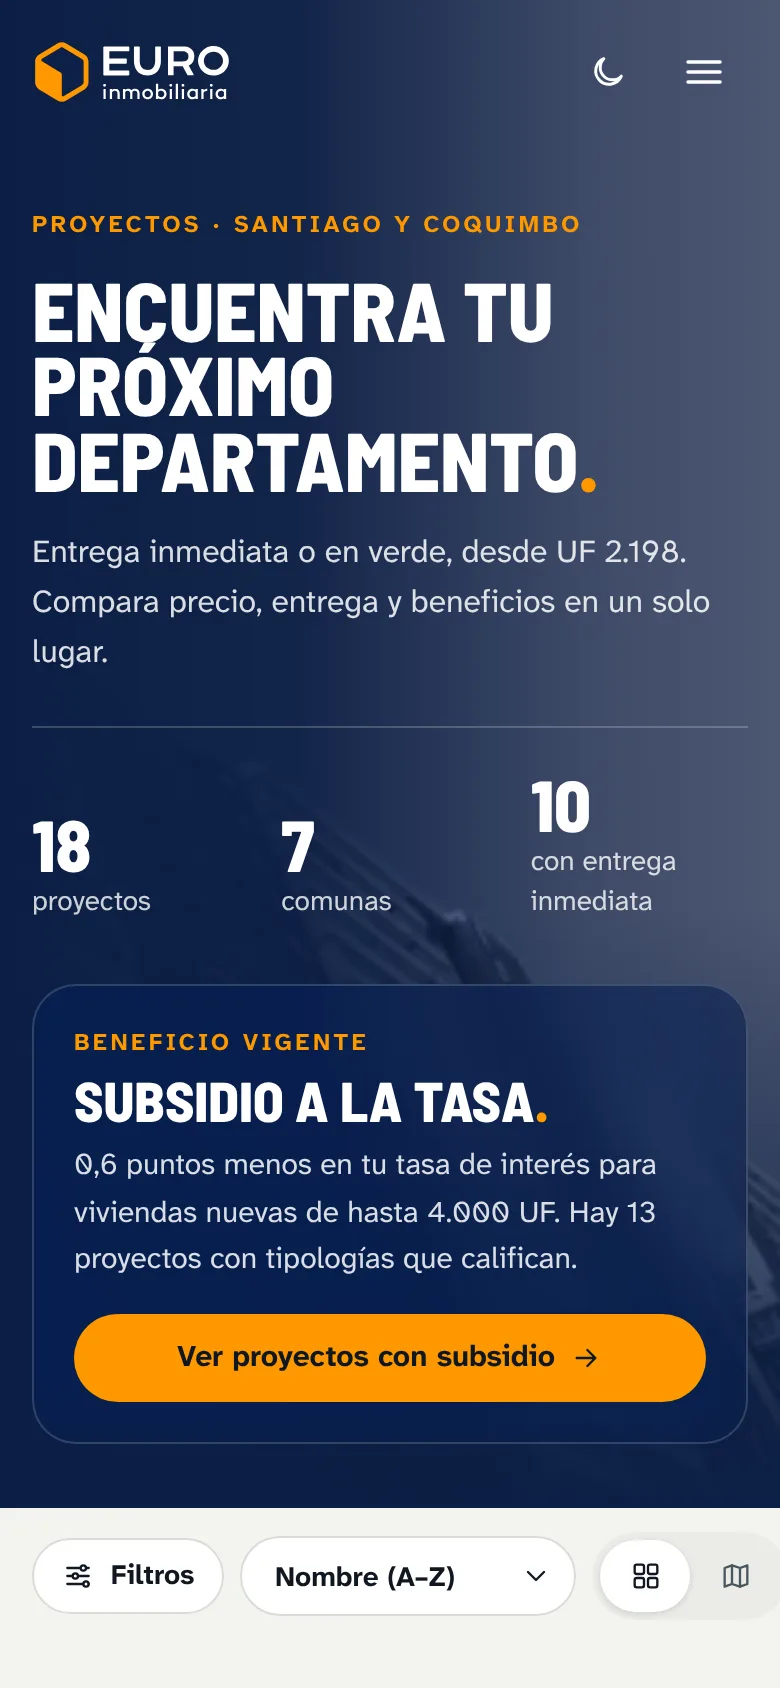 EURO
inmobiliaria
PROYECTOS · SANTIAGO Y COQUIMBO
ENCUENTRA TU
PRÓXIMO
DEPARTAMENTO.
Entrega inmediata o en verde, desde UF 2.198.
Compara precio, entrega y beneficios en un solo
lugar.
18
proyectos
7
comunas
10
con entrega
inmediata
BENEFICIO VIGENTE
SUBSIDIO A LA TASA.
0,6 puntos menos en tu tasa de interés para
viviendas nuevas de hasta 4.000 UF. Hay 13
proyectos con tipologías que califican.
Ver proyectos con subsidio →
Filtros
Nombre (A–Z)